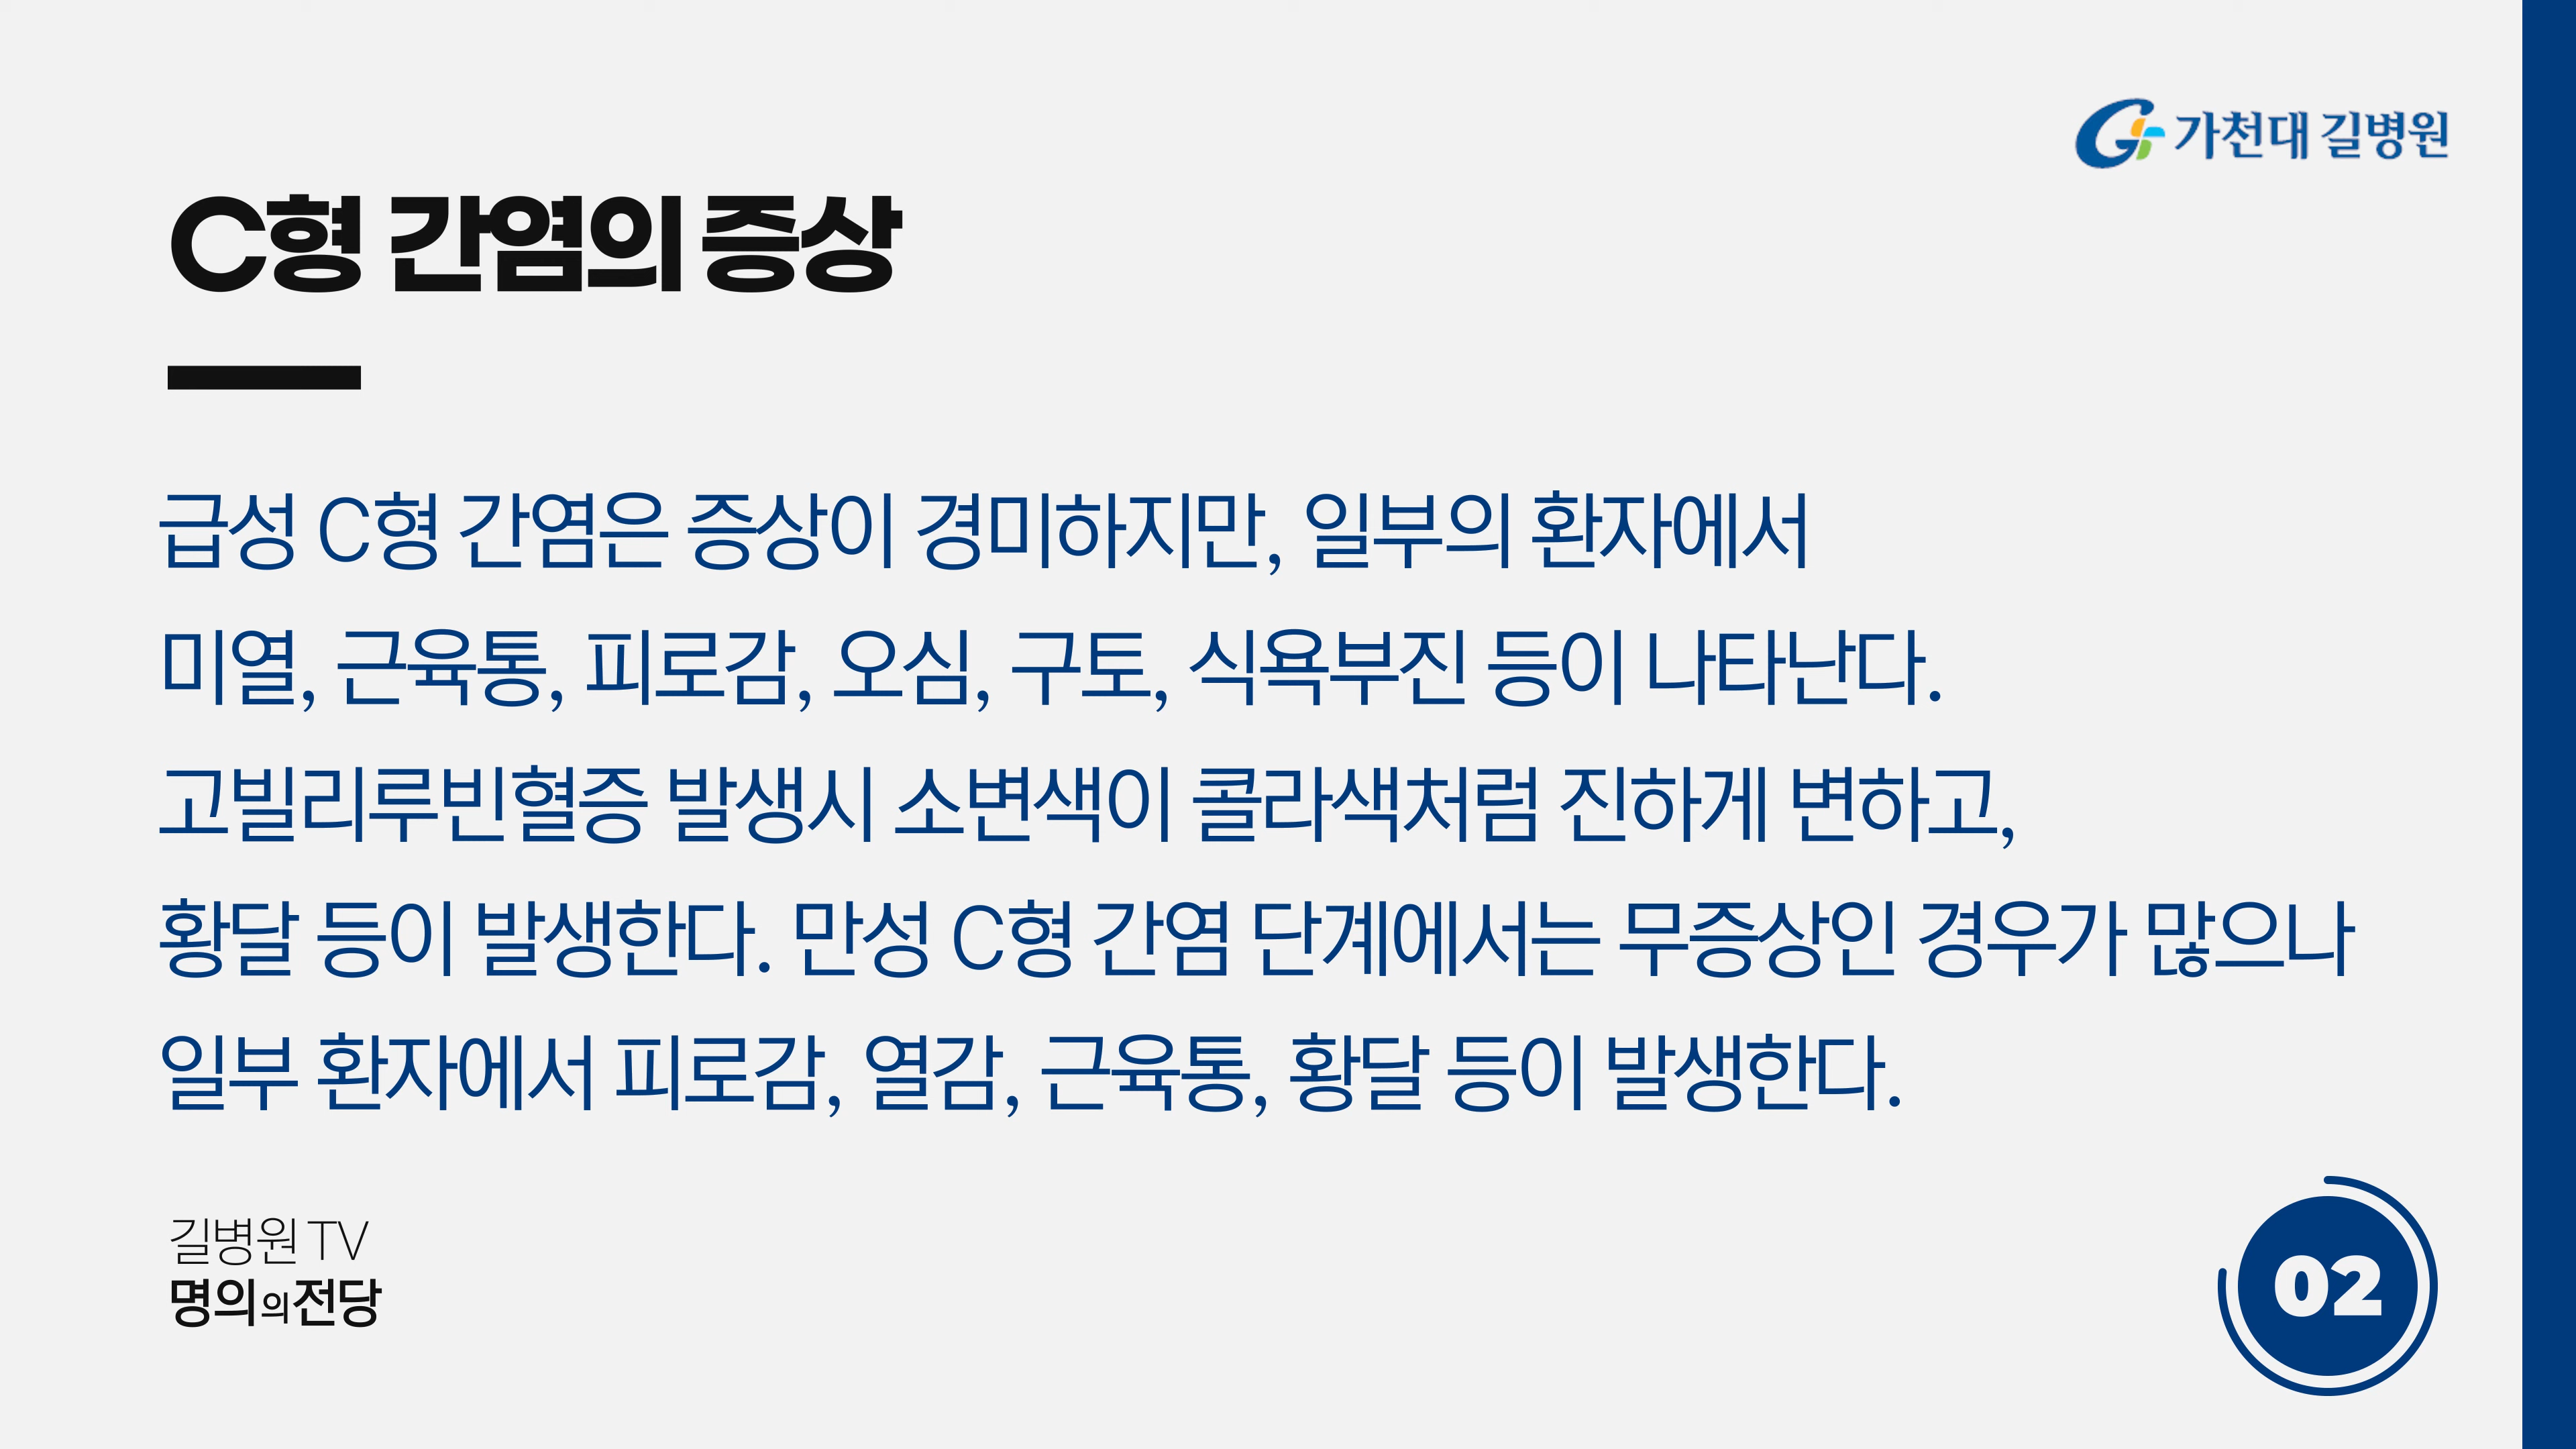 가천대 길병원
C형 간염의 증상
급성 C형 간염은 증상이 경미하지만, 일부의 환자에서
미열, 근육통, 피로감, 오심, 구토, 식욕부진 등이 나타난다.
고빌리루빈혈증 발생시 소변색이 콜라색처럼 진하게 변하고,
황달 등이 발생한다. 만성 C형 간염 단계에서는 무증상인 경우가 많으나
일부 환자에서 피로감, 열감, 근육통, 황달 등이 발생한다.
길병원 TV
명의의전당
02